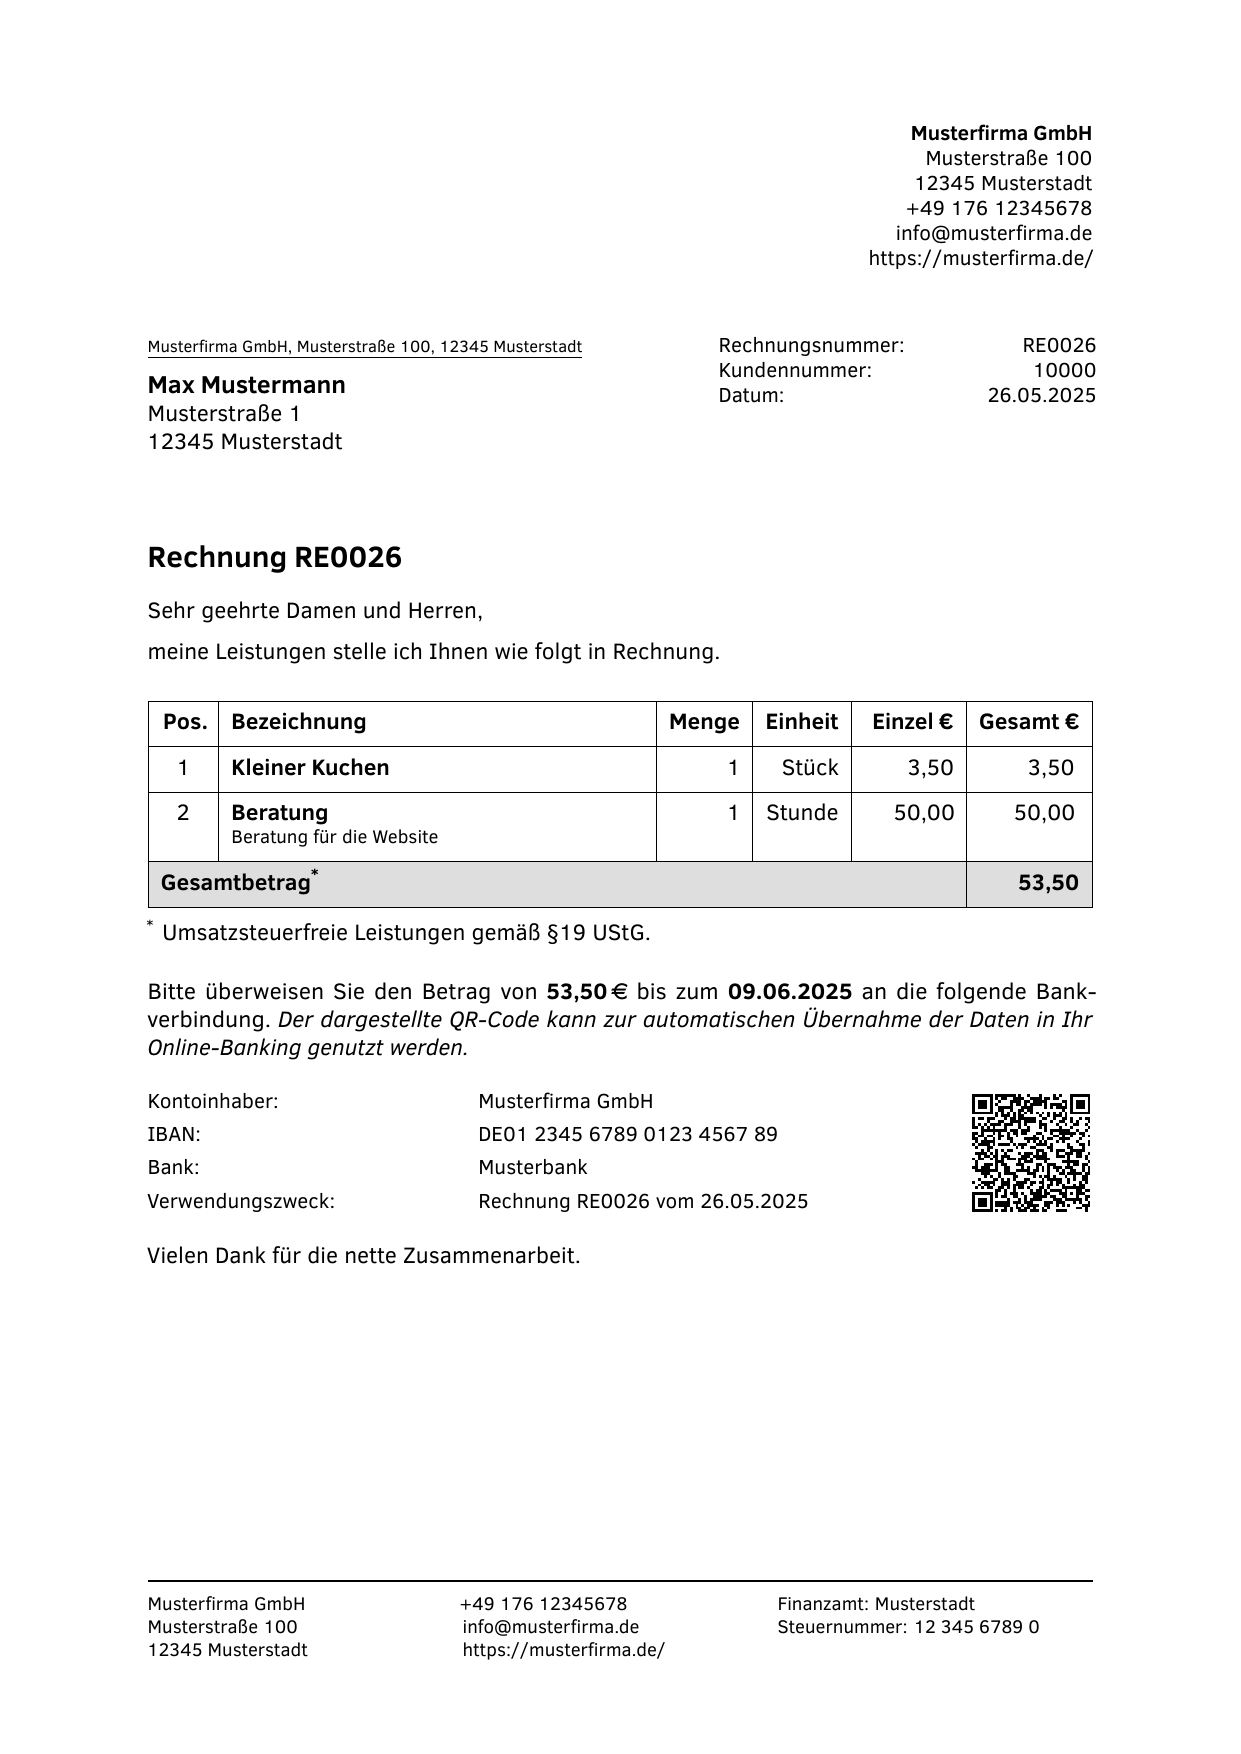 Musterfirma GmbH
Musterstraße 100
12345 Musterstadt
+49 176 12345678
info@musterfirma.de
https://musterfirma.de/
Musterfirma GmbH, Musterstraße 100, 12345 Musterstadt
Max Mustermann
Musterstraße 1
12345 Musterstadt
Rechnungsnummer: RE0026
Kundennummer: 10000
Datum: 26.05.2025
Rechnung RE0026
Sehr geehrte Damen und Herren,
meine Leistungen stelle ich Ihnen wie folgt in Rechnung.
Pos. Bezeichnung Menge Einheit Einzel € Gesamt €
1 Kleiner Kuchen 1 Stück 3,50 3,50
2 Beratung 1 Stunde 50,00 50,00
Beratung für die Website
Gesamtbetrag* 53,50
* Umsatzsteuerfreie Leistungen gemäß §19 UStG.
Bitte überweisen Sie den Betrag von 53,50 € bis zum 09.06.2025 an die folgende Bank-
verbindung. Der dargestellte QR-Code kann zur automatischen Übernahme der Daten in Ihr
Online-Banking genutzt werden.
Kontoinhaber: Musterfirma GmbH
IBAN: DE01 2345 6789 0123 4567 89
Bank: Musterbank
Verwendungszweck: Rechnung RE0026 vom 26.05.2025
Vielen Dank für die nette Zusammenarbeit.
Musterfirma GmbH
Musterstraße 100
12345 Musterstadt
+49 176 12345678
info@musterfirma.de
https://musterfirma.de/
Finanzamt: Musterstadt
Steuernummer: 12 345 6789 0